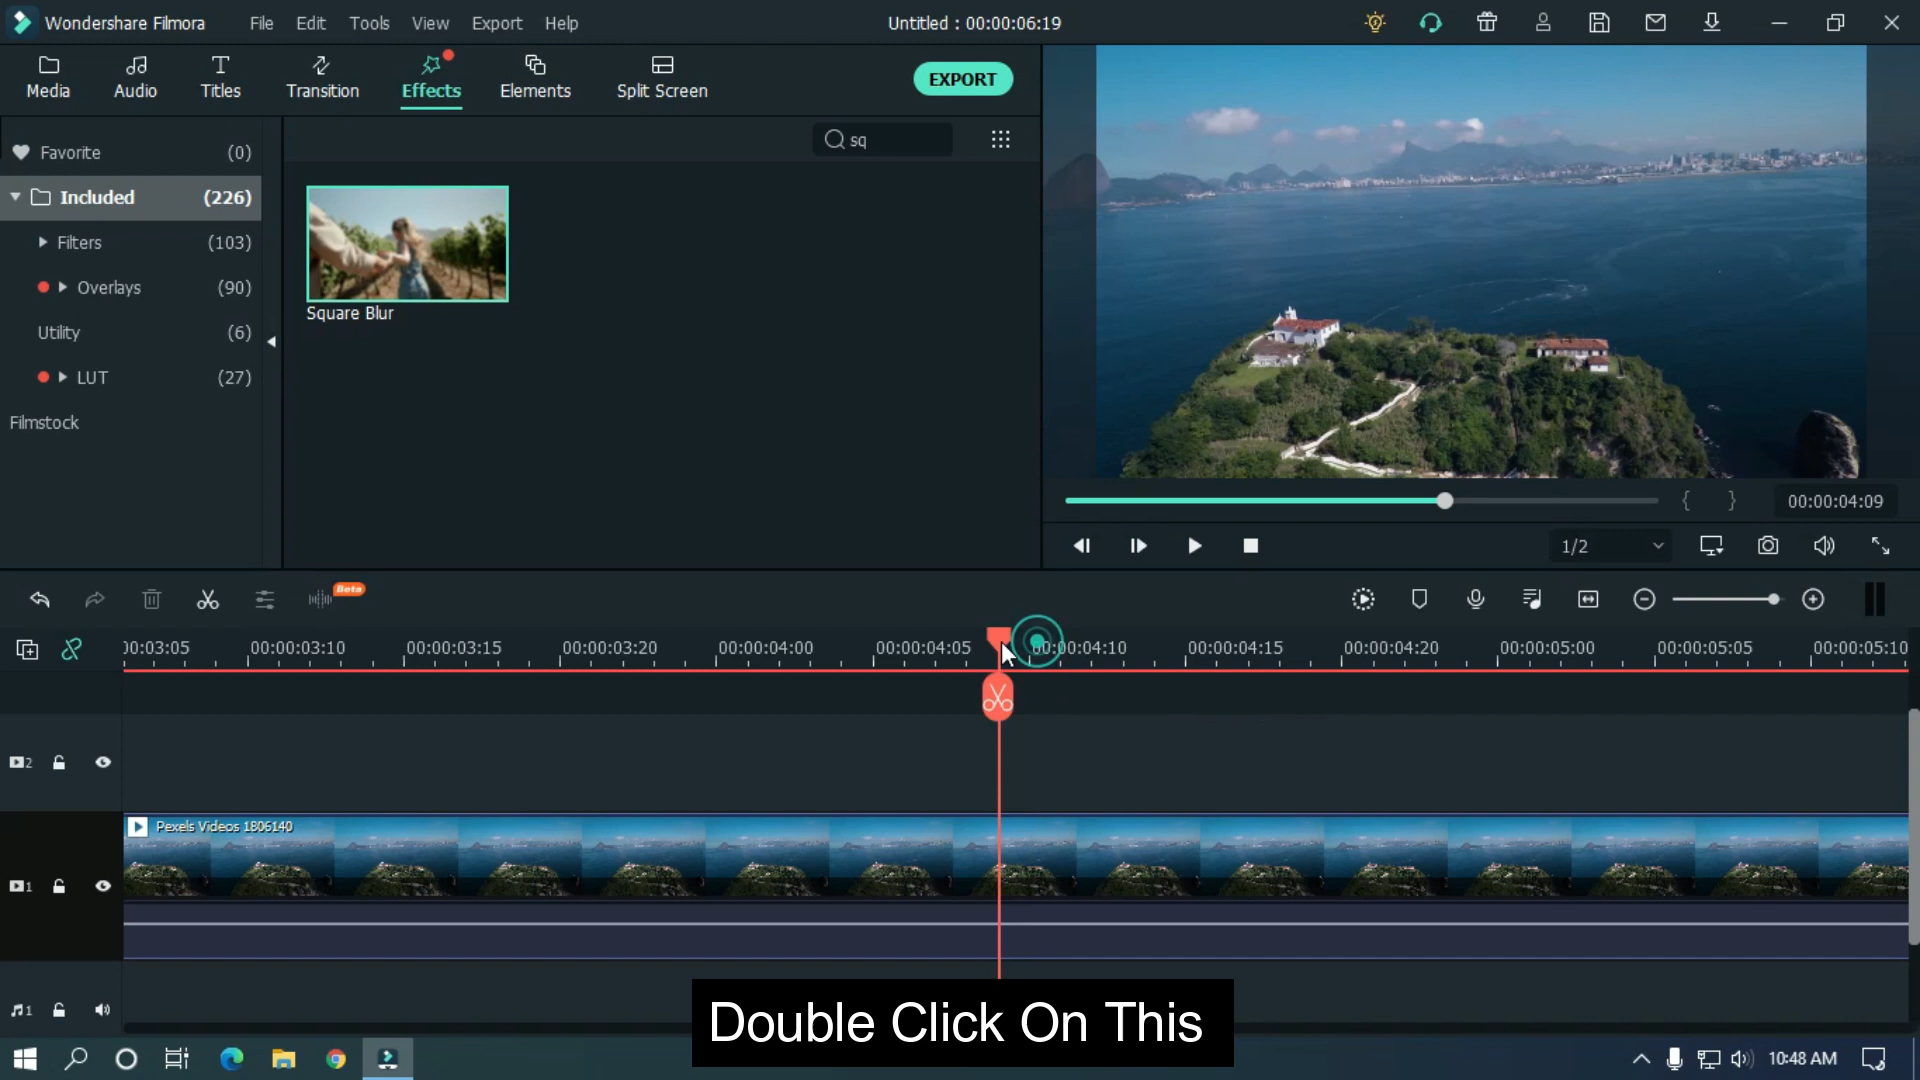 Wondershare Filmora
File
Edit
Tools
View
Export
Help
Untitled : 00:00:06:19
Media
Audio
Titles
Transition
Effects
Elements
Split Screen
EXPORT
Favorite (0)
Included (226)
Filters (103)
Overlays (90)
Utility (6)
LUT (27)
Filmstock
sq
Square Blur
00:00:04:09
1/2
Beta
00:03:05
00:00:03:10
00:00:03:15
00:00:03:20
00:00:04:00
00:00:04:05
00:00:04:10
00:00:04:15
00:00:04:20
00:00:05:00
00:00:05:05
00:00:05:10
2
Pexels Videos 1806140
1
1
Double Click On This
10:48 AM